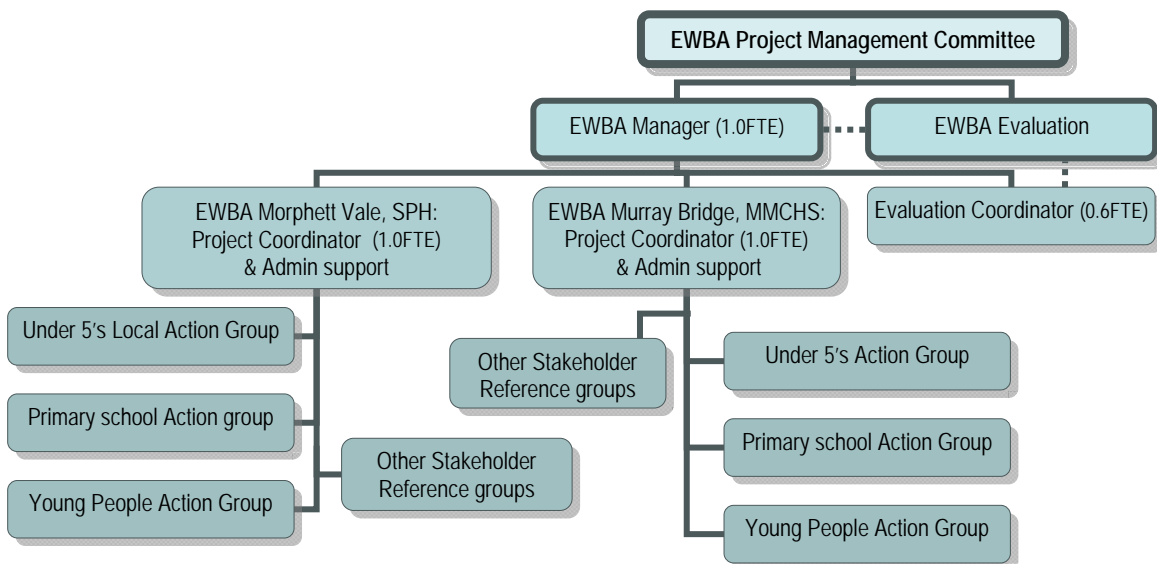 EWBA Project Management Committee
EWBA Manager (1.0FTE)
EWBA Evaluation
EWBA Morphett Vale, SPH:
Project Coordinator (1.0FTE)
& Admin support
EWBA Murray Bridge, MMCHS:
Project Coordinator (1.0FTE)
& Admin support
Evaluation Coordinator (0.6FTE)
Under 5's Local Action Group
Primary school Action group
Young People Action Group
Other Stakeholder
Reference groups
Other Stakeholder
Reference groups
Under 5's Action Group
Primary school Action Group
Young People Action Group